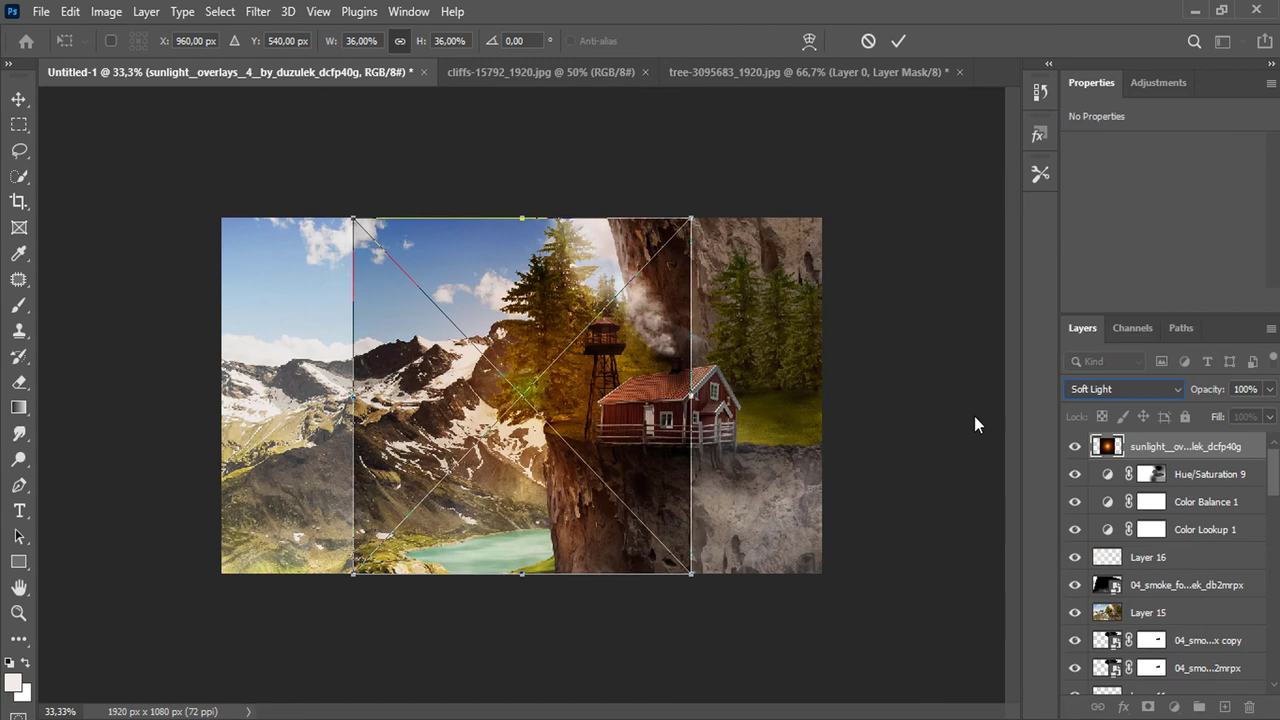 Ps File Edit Image Layer Type Select Filter 3D View Plugins Window Help
X: 960,00 px Y: 540,00 px W: 36,00% H: 36,00% 0,00 ° Anti-alias
Untitled-1 @ 33,3% (sunlight_overlays_4_by_duzulek_dcfp40g, RGB/8#) * cliffs-15792_1920.jpg @ 50% (RGB/8#) tree-3095683_1920.jpg @ 66,7% (Layer 0, Layer Mask/8) *
Properties Adjustments
No Properties
Layers Channels Paths
Kind
Soft Light Opacity: 100%
Lock: Fill: 100%
sunlight__ov...lek_dcfp40g
Hue/Saturation 9
Color Balance 1
Color Lookup 1
Layer 16
04_smoke_fo...ek_db2mrpx
Layer 15
04_smo...x copy
04_smo...2mrpx
33,33% 1920 px x 1080 px (72 ppi)